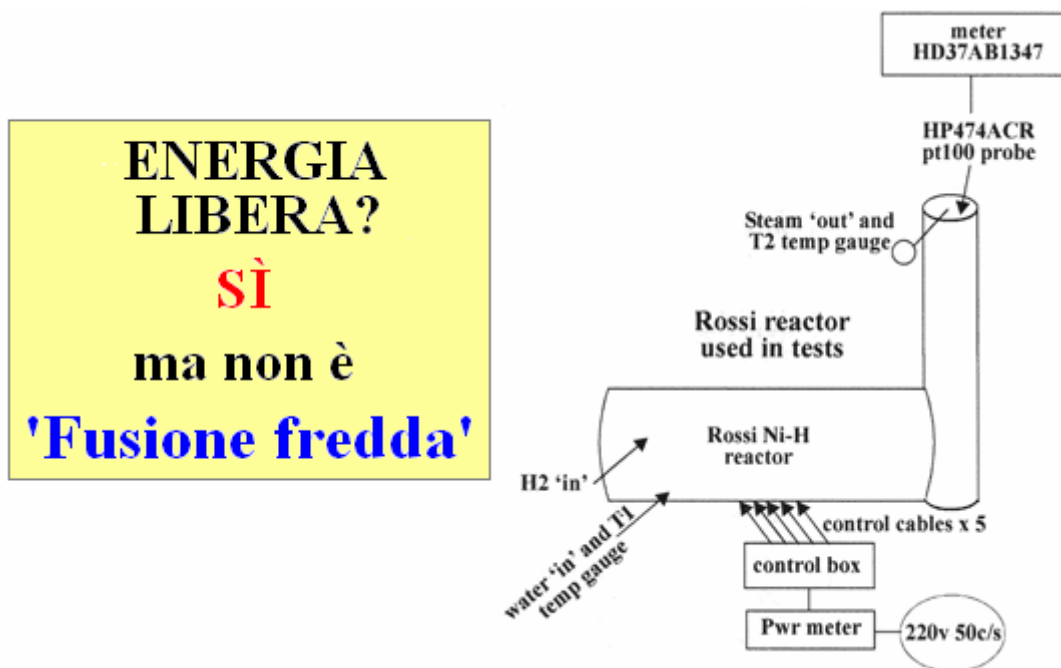 ENERGIA
LIBERA?
SÌ
ma non è
'Fusione fredda'
meter
HD37AB1347
HP474ACR
pt100 probe
Steam 'out' and
T2 temp gauge
Rossi reactor
used in tests
Rossi Ni-H
reactor
H2 'in'
water 'in' and T1
temp gauge
control cables x 5
control box
Pwr meter
220v 50c/s